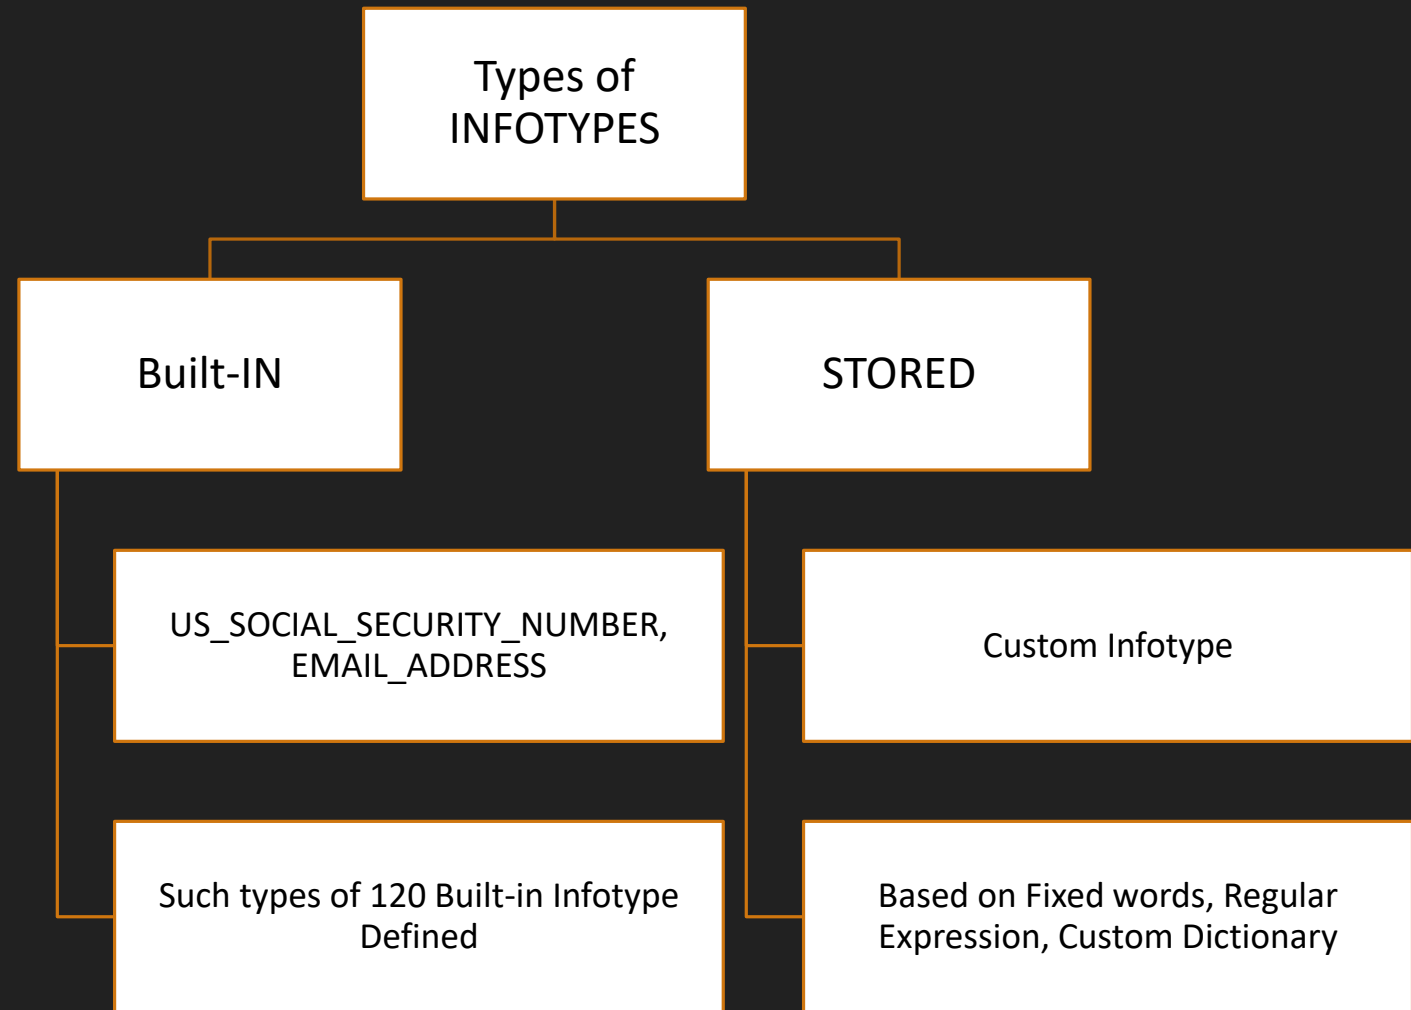 Types of
INFOTYPES
Built-IN
STORED
US_SOCIAL_SECURITY_NUMBER,
EMAIL_ADDRESS
Custom Infotype
Such types of 120 Built-in Infotype
Defined
Based on Fixed words, Regular
Expression, Custom Dictionary